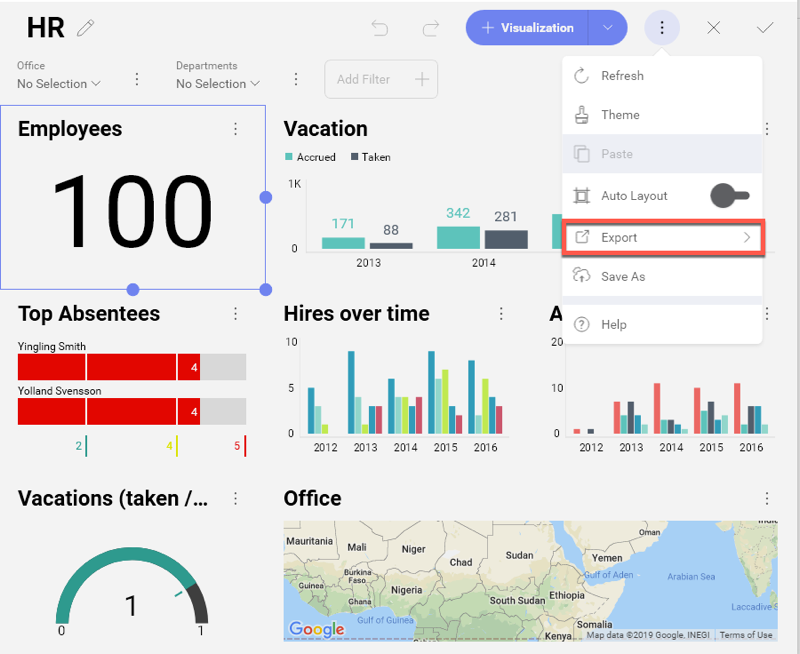 HR
Visualization
Office
No Selection
Departments
No Selection
Add Filter
Refresh
Theme
Paste
Auto Layout
Export
Save As
Help
Employees
100
Vacation
Accrued Taken
1K
0
171 88 342 281
2013 2014
Top Absentees
Yingling Smith
4
Yolland Svensson
4
2 4 5
Hires over time
10
5
0
2012 2013 2014 2015 2016
A
20
10
0
2012 2013 2014 2015 2016
Vacations (taken /...
1
0 1
Office
Mauritania
Mali
Niger
Chad
Sudan
Oman
Yemen
Burkina
Faso
Guinea
Ghana
Nigeria
Gulf of Aden
Arabian Sea
South Sudan
Ethiopia
Laccadive S
Gulf of Guinea
Somalia
Kenya
Google
Map data ©2019 Google, INEGI Terms of Use